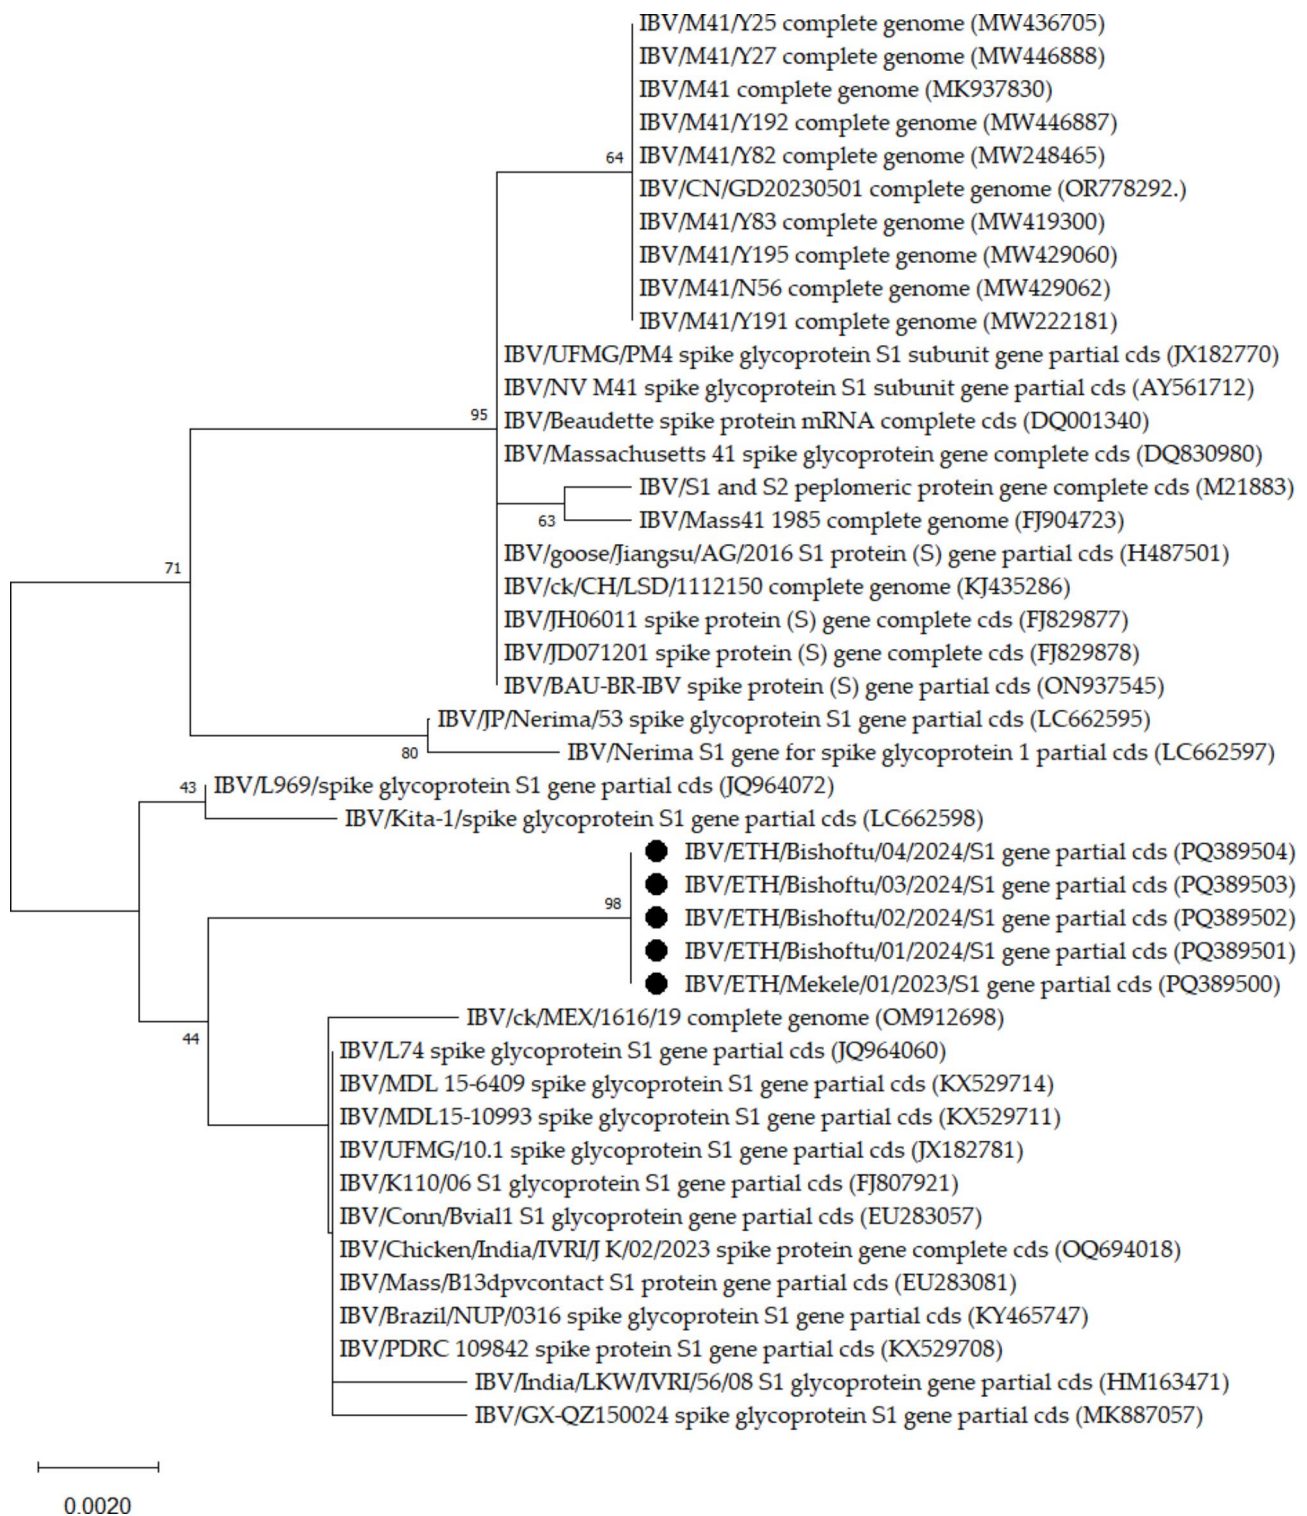 IBV/M41/Y25 complete genome (MW436705)
IBV/M41/Y27 complete genome (MW446888)
IBV/M41 complete genome (MK937830)
IBV/M41/Y192 complete genome (MW446887)
64
IBV/M41/Y82 complete genome (MW248465)
IBV/CN/GD20230501 complete genome (OR778292.)
IBV/M41/Y83 complete genome (MW419300)
IBV/M41/Y195 complete genome (MW429060)
IBV/M41/N56 complete genome (MW429062)
IBV/M41/Y191 complete genome (MW222181)
IBV/UFMG/PM4 spike glycoprotein S1 subunit gene partial cds (JX182770)
IBV/NV M41 spike glycoprotein S1 subunit gene partial cds (AY561712)
95
IBV/Beaudette spike protein mRNA complete cds (DQ001340)
IBV/Massachusetts 41 spike glycoprotein gene complete cds (DQ830980)
IBV/S1 and S2 peplomeric protein gene complete cds (M21883)
63
IBV/Mass41 1985 complete genome (FJ904723)
IBV/goose/Jiangsu/AG/2016 S1 protein (S) gene partial cds (H487501)
71
IBV/ck/CH/LSD/1112150 complete genome (KJ435286)
IBV/JH06011 spike protein (S) gene complete cds (FJ829877)
IBV/JD071201 spike protein (S) gene complete cds (FJ829878)
IBV/BAU-BR-IBV spike protein (S) gene partial cds (ON937545)
IBV/JP/Nerima/53 spike glycoprotein S1 gene partial cds (LC662595)
80
IBV/Nerima S1 gene for spike glycoprotein 1 partial cds (LC662597)
43
IBV/L969/spike glycoprotein S1 gene partial cds (JQ964072)
IBV/Kita-1/spike glycoprotein S1 gene partial cds (LC662598)
IBV/ETH/Bishoftu/04/2024/S1 gene partial cds (PQ389504)
IBV/ETH/Bishoftu/03/2024/S1 gene partial cds (PQ389503)
98
IBV/ETH/Bishoftu/02/2024/S1 gene partial cds (PQ389502)
IBV/ETH/Bishoftu/01/2024/S1 gene partial cds (PQ389501)
IBV/ETH/Mekele/01/2023/S1 gene partial cds (PQ389500)
IBV/ck/MEX/1616/19 complete genome (OM912698)
44
IBV/L74 spike glycoprotein S1 gene partial cds (JQ964060)
IBV/MDL 15-6409 spike glycoprotein S1 gene partial cds (KX529714)
IBV/MDL15-10993 spike glycoprotein S1 gene partial cds (KX529711)
IBV/UFMG/10.1 spike glycoprotein S1 gene partial cds (JX182781)
IBV/K110/06 S1 glycoprotein S1 gene partial cds (FJ807921)
IBV/Conn/Bvial1 S1 glycoprotein gene partial cds (EU283057)
IBV/Chicken/India/IVRI/J K/02/2023 spike protein gene complete cds (OQ694018)
IBV/Mass/B13dpvcontact S1 protein gene partial cds (EU283081)
IBV/Brazil/NUP/0316 spike glycoprotein S1 gene partial cds (KY465747)
IBV/PDRC 109842 spike protein S1 gene partial cds (KX529708)
IBV/India/LKW/IVRI/56/08 S1 glycoprotein gene partial cds (HM163471)
IBV/GX-QZ150024 spike glycoprotein S1 gene partial cds (MK887057)
0.0020